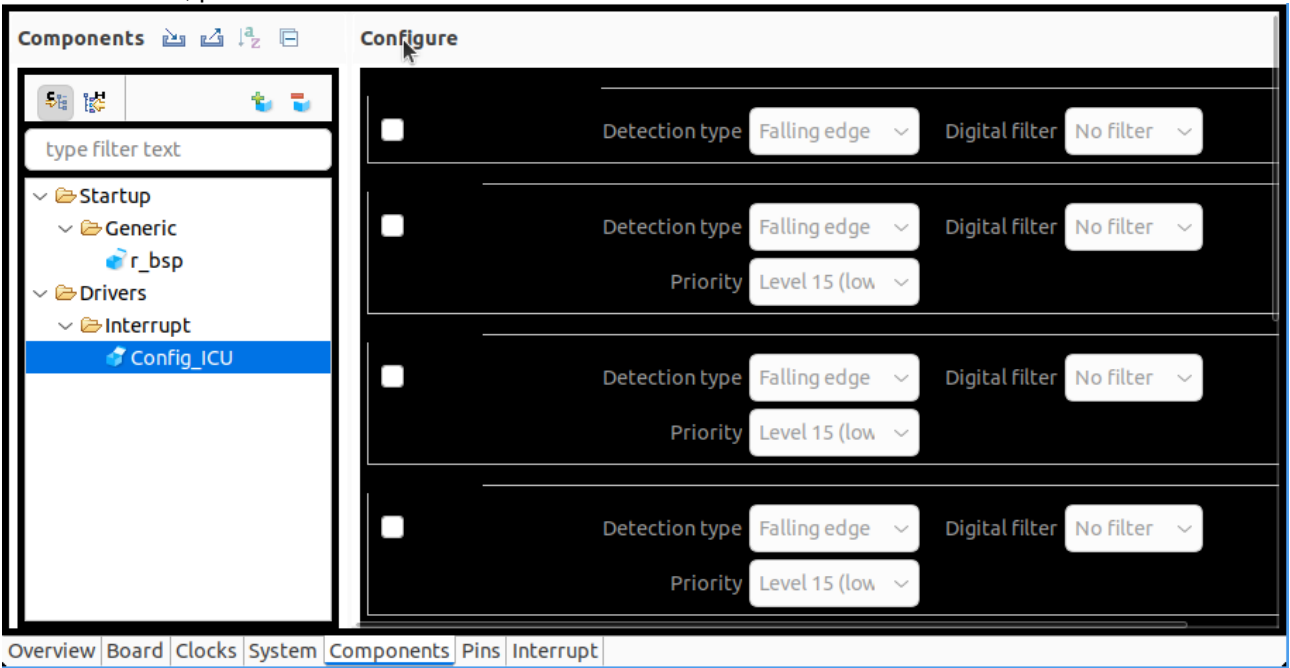 Components
Configure
type filter text
Startup
Generic
r_bsp
Drivers
Interrupt
Config_ICU
Detection type Falling edge Digital filter No filter
Detection type Falling edge Digital filter No filter
Priority Level 15 (low
Detection type Falling edge Digital filter No filter
Priority Level 15 (low
Detection type Falling edge Digital filter No filter
Priority Level 15 (low
Overview Board Clocks System Components Pins Interrupt